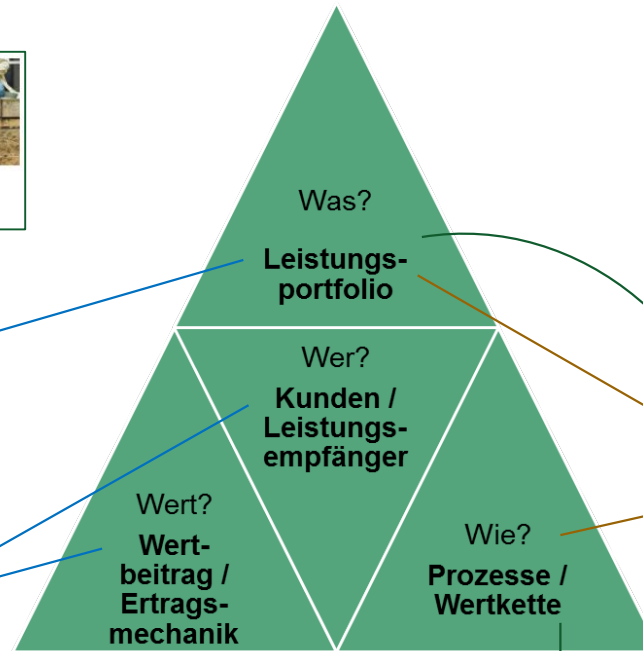 Was?
Leistungs-
portfolio
Wer?
Kunden /
Leistungs-
empfänger
Wert?
Wert-
beitrag /
Ertrags-
mechanik
Wie?
Prozesse /
Wertkette